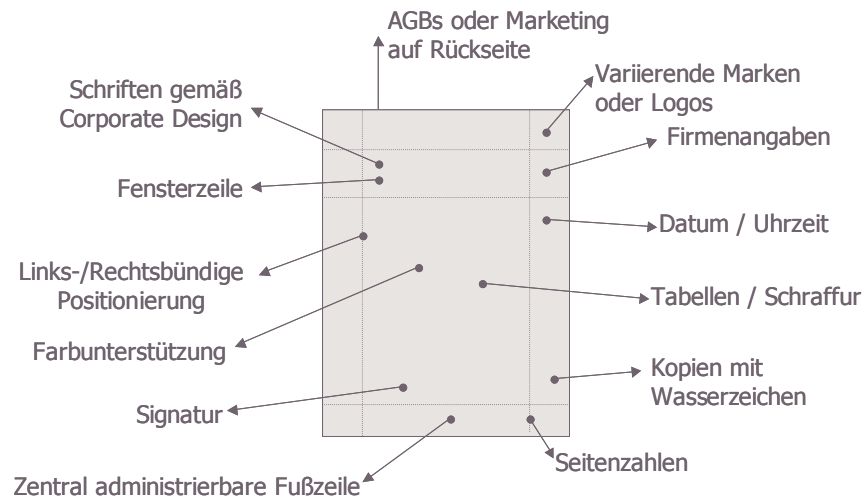 AGBs oder Marketing
auf Rückseite
Schriften gemäß
Corporate Design
Variierende Marken
oder Logos
Firmenangaben
Fensterzeile
Datum / Uhrzeit
Links-/Rechtsbündige
Positionierung
Tabellen / Schraffur
Farbunterstützung
Kopien mit
Wasserzeichen
Signatur
Seitenzahlen
Zentral administrierbare Fußzeile